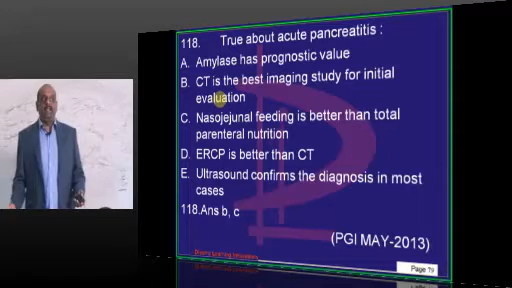 118. True about acute pancreatitis :
A. Amylase has prognostic value
B. CT is the best imaging study for initial
evaluation
C. Nasojejunal feeding is better than total
parenteral nutrition
D. ERCP is better than CT
E. Ultrasound confirms the diagnosis in most
cases
118.Ans b, c
(PGI MAY-2013)
Page 79